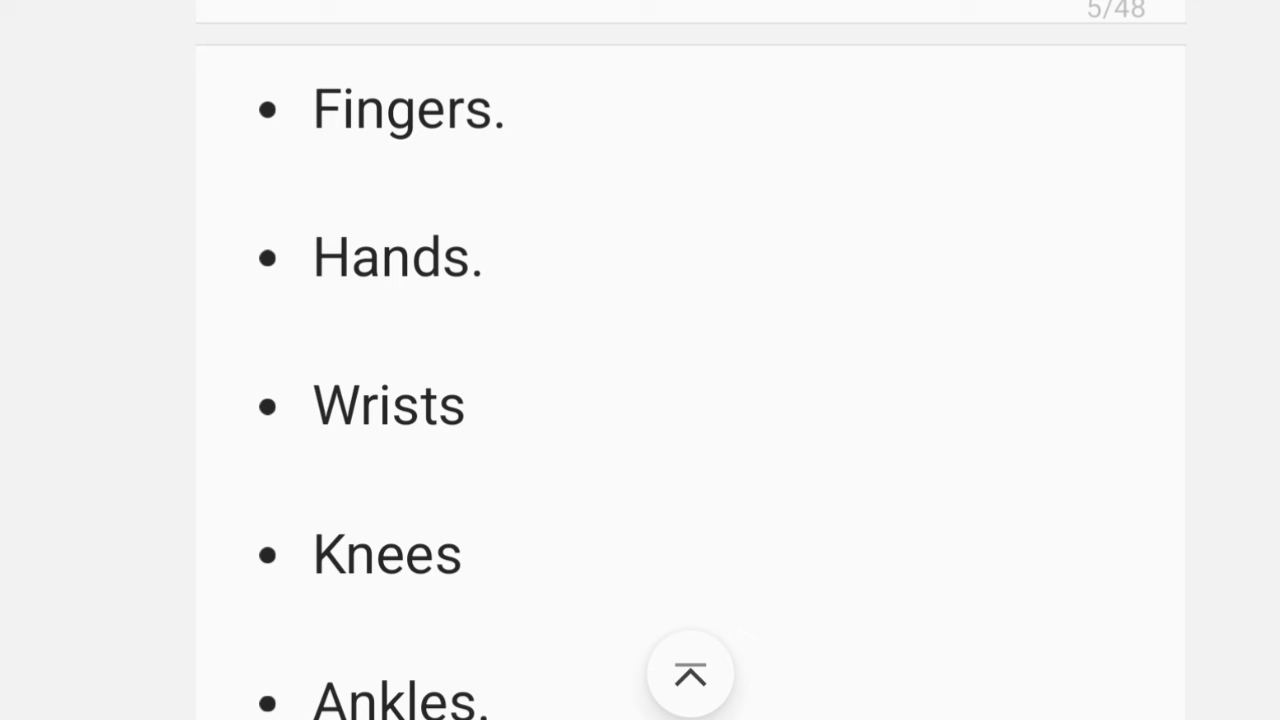 5/48
• Fingers.
• Hands.
• Wrists
• Knees
• Ankles.